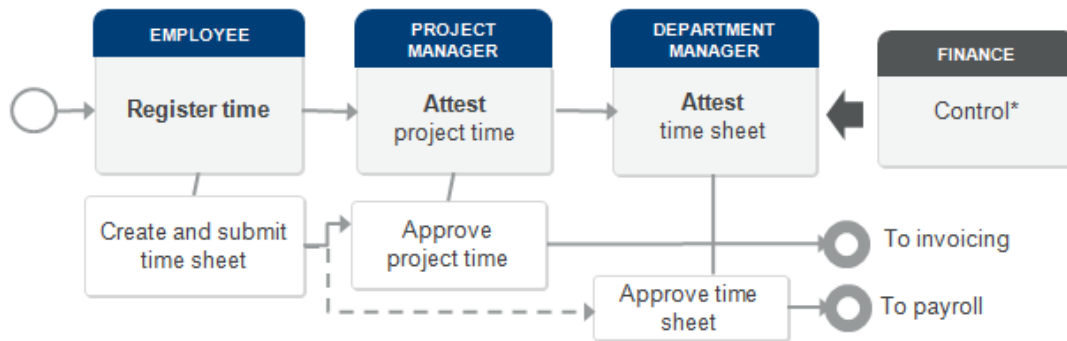 EMPLOYEE
Register time
PROJECT
MANAGER
Attest
project time
DEPARTMENT
MANAGER
Attest
time sheet
FINANCE
Control*
Create and submit
time sheet
Approve
project time
To invoicing
Approve time
sheet
To payroll